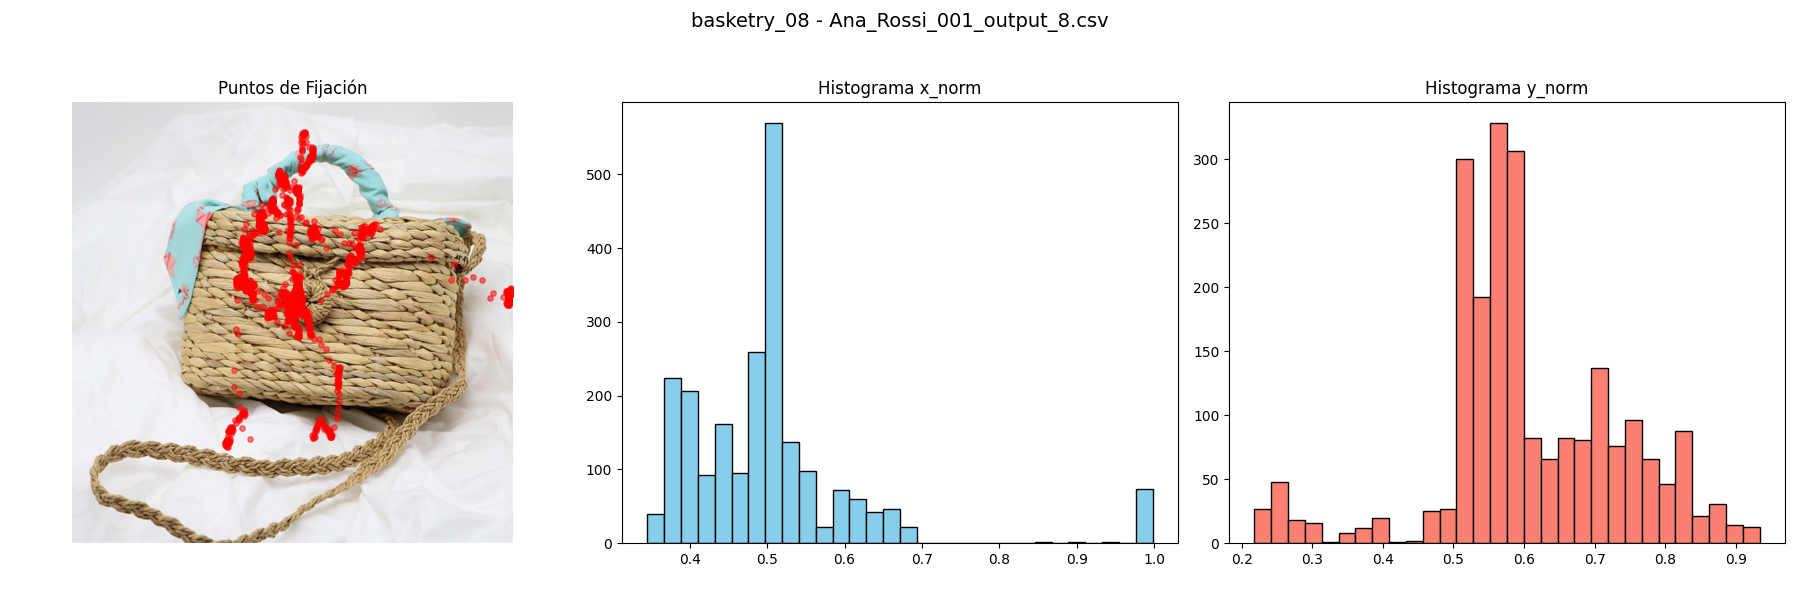 basketry_08 - Ana_Rossi_001_output_8.csv
Puntos de Fijación
Histograma x_norm
500
400
300
200
100
0
0.4 0.5 0.6 0.7 0.8 0.9 1.0
Histograma y_norm
300
250
200
150
100
50
0
0.2 0.3 0.4 0.5 0.6 0.7 0.8 0.9